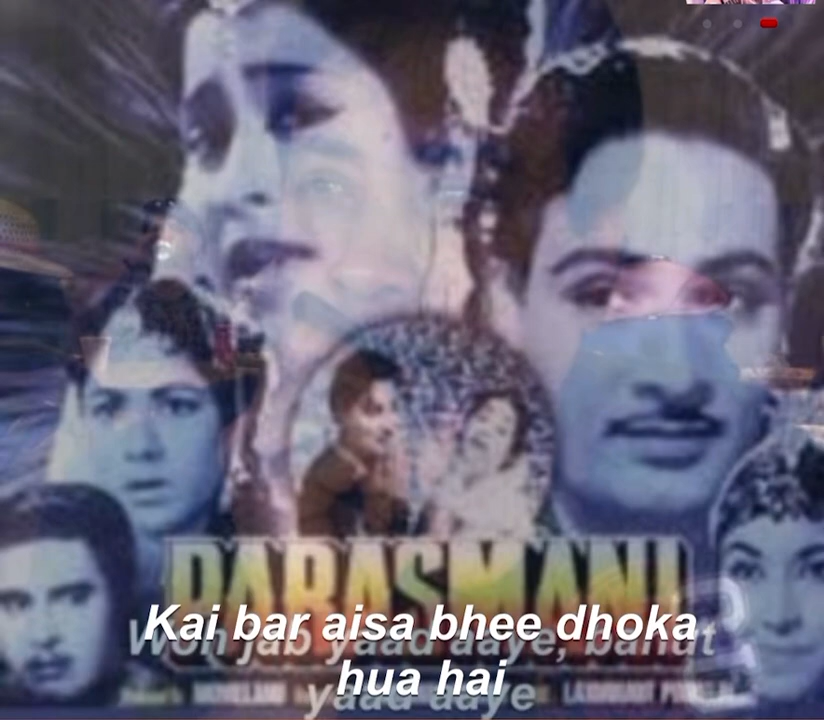 PARASMANI
Kai bar aisa bhee dhoka
Woh jab yaad aaye, bahut
hua hai
yaad aaye